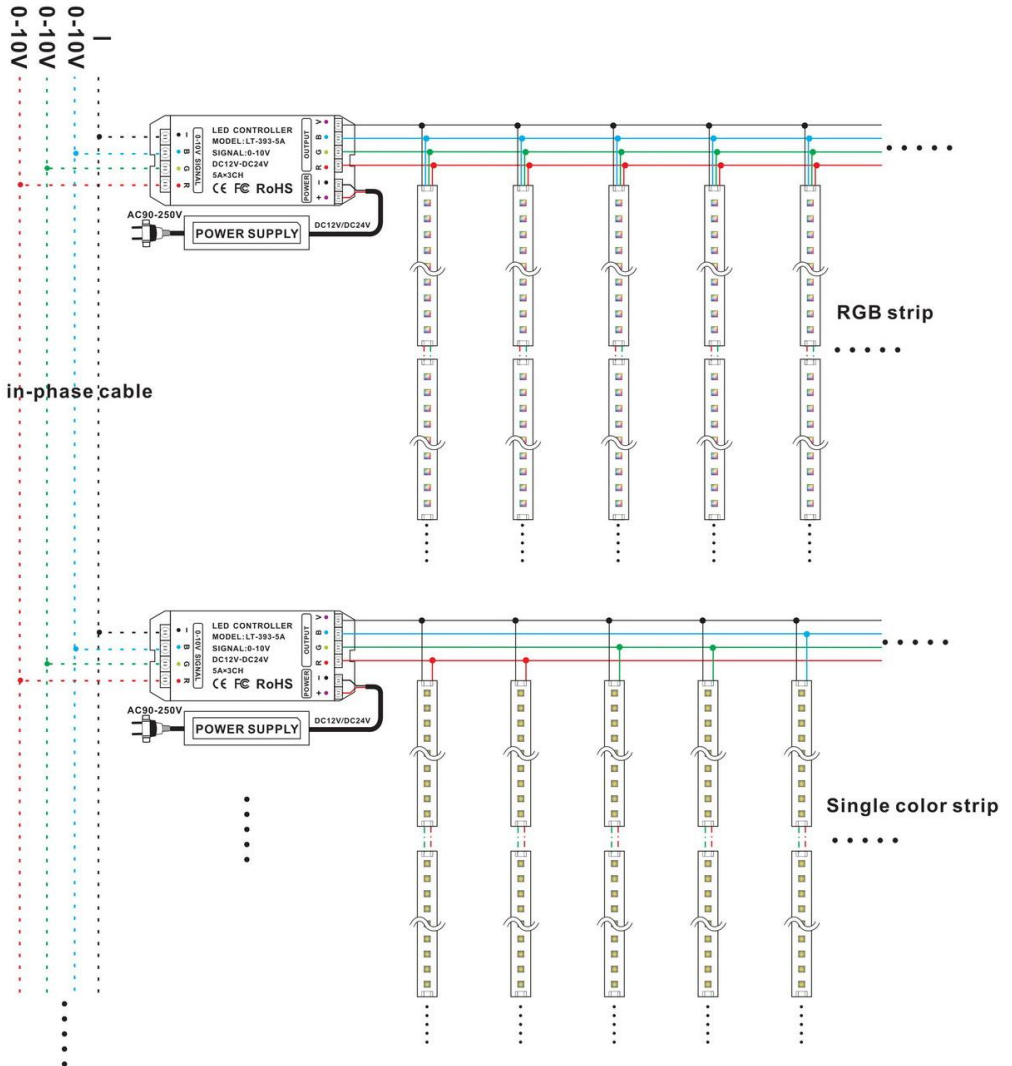 0-10V
0-10V
0-10V
—
LED CONTROLLER
MODEL:LT-393-5A
SIGNAL:0-10V
DC12V-DC24V
5A×3CH
CE FC RoHS
0-10V SIGNAL
− B G R
OUTPUT
V B G R
POWER
− +
AC90-250V
POWER SUPPLY
DC12V/DC24V
RGB strip
in-phase cable
LED CONTROLLER
MODEL:LT-393-5A
SIGNAL:0-10V
DC12V-DC24V
5A×3CH
CE FC RoHS
0-10V SIGNAL
− B G R
OUTPUT
V B G R
POWER
− +
AC90-250V
POWER SUPPLY
DC12V/DC24V
Single color strip